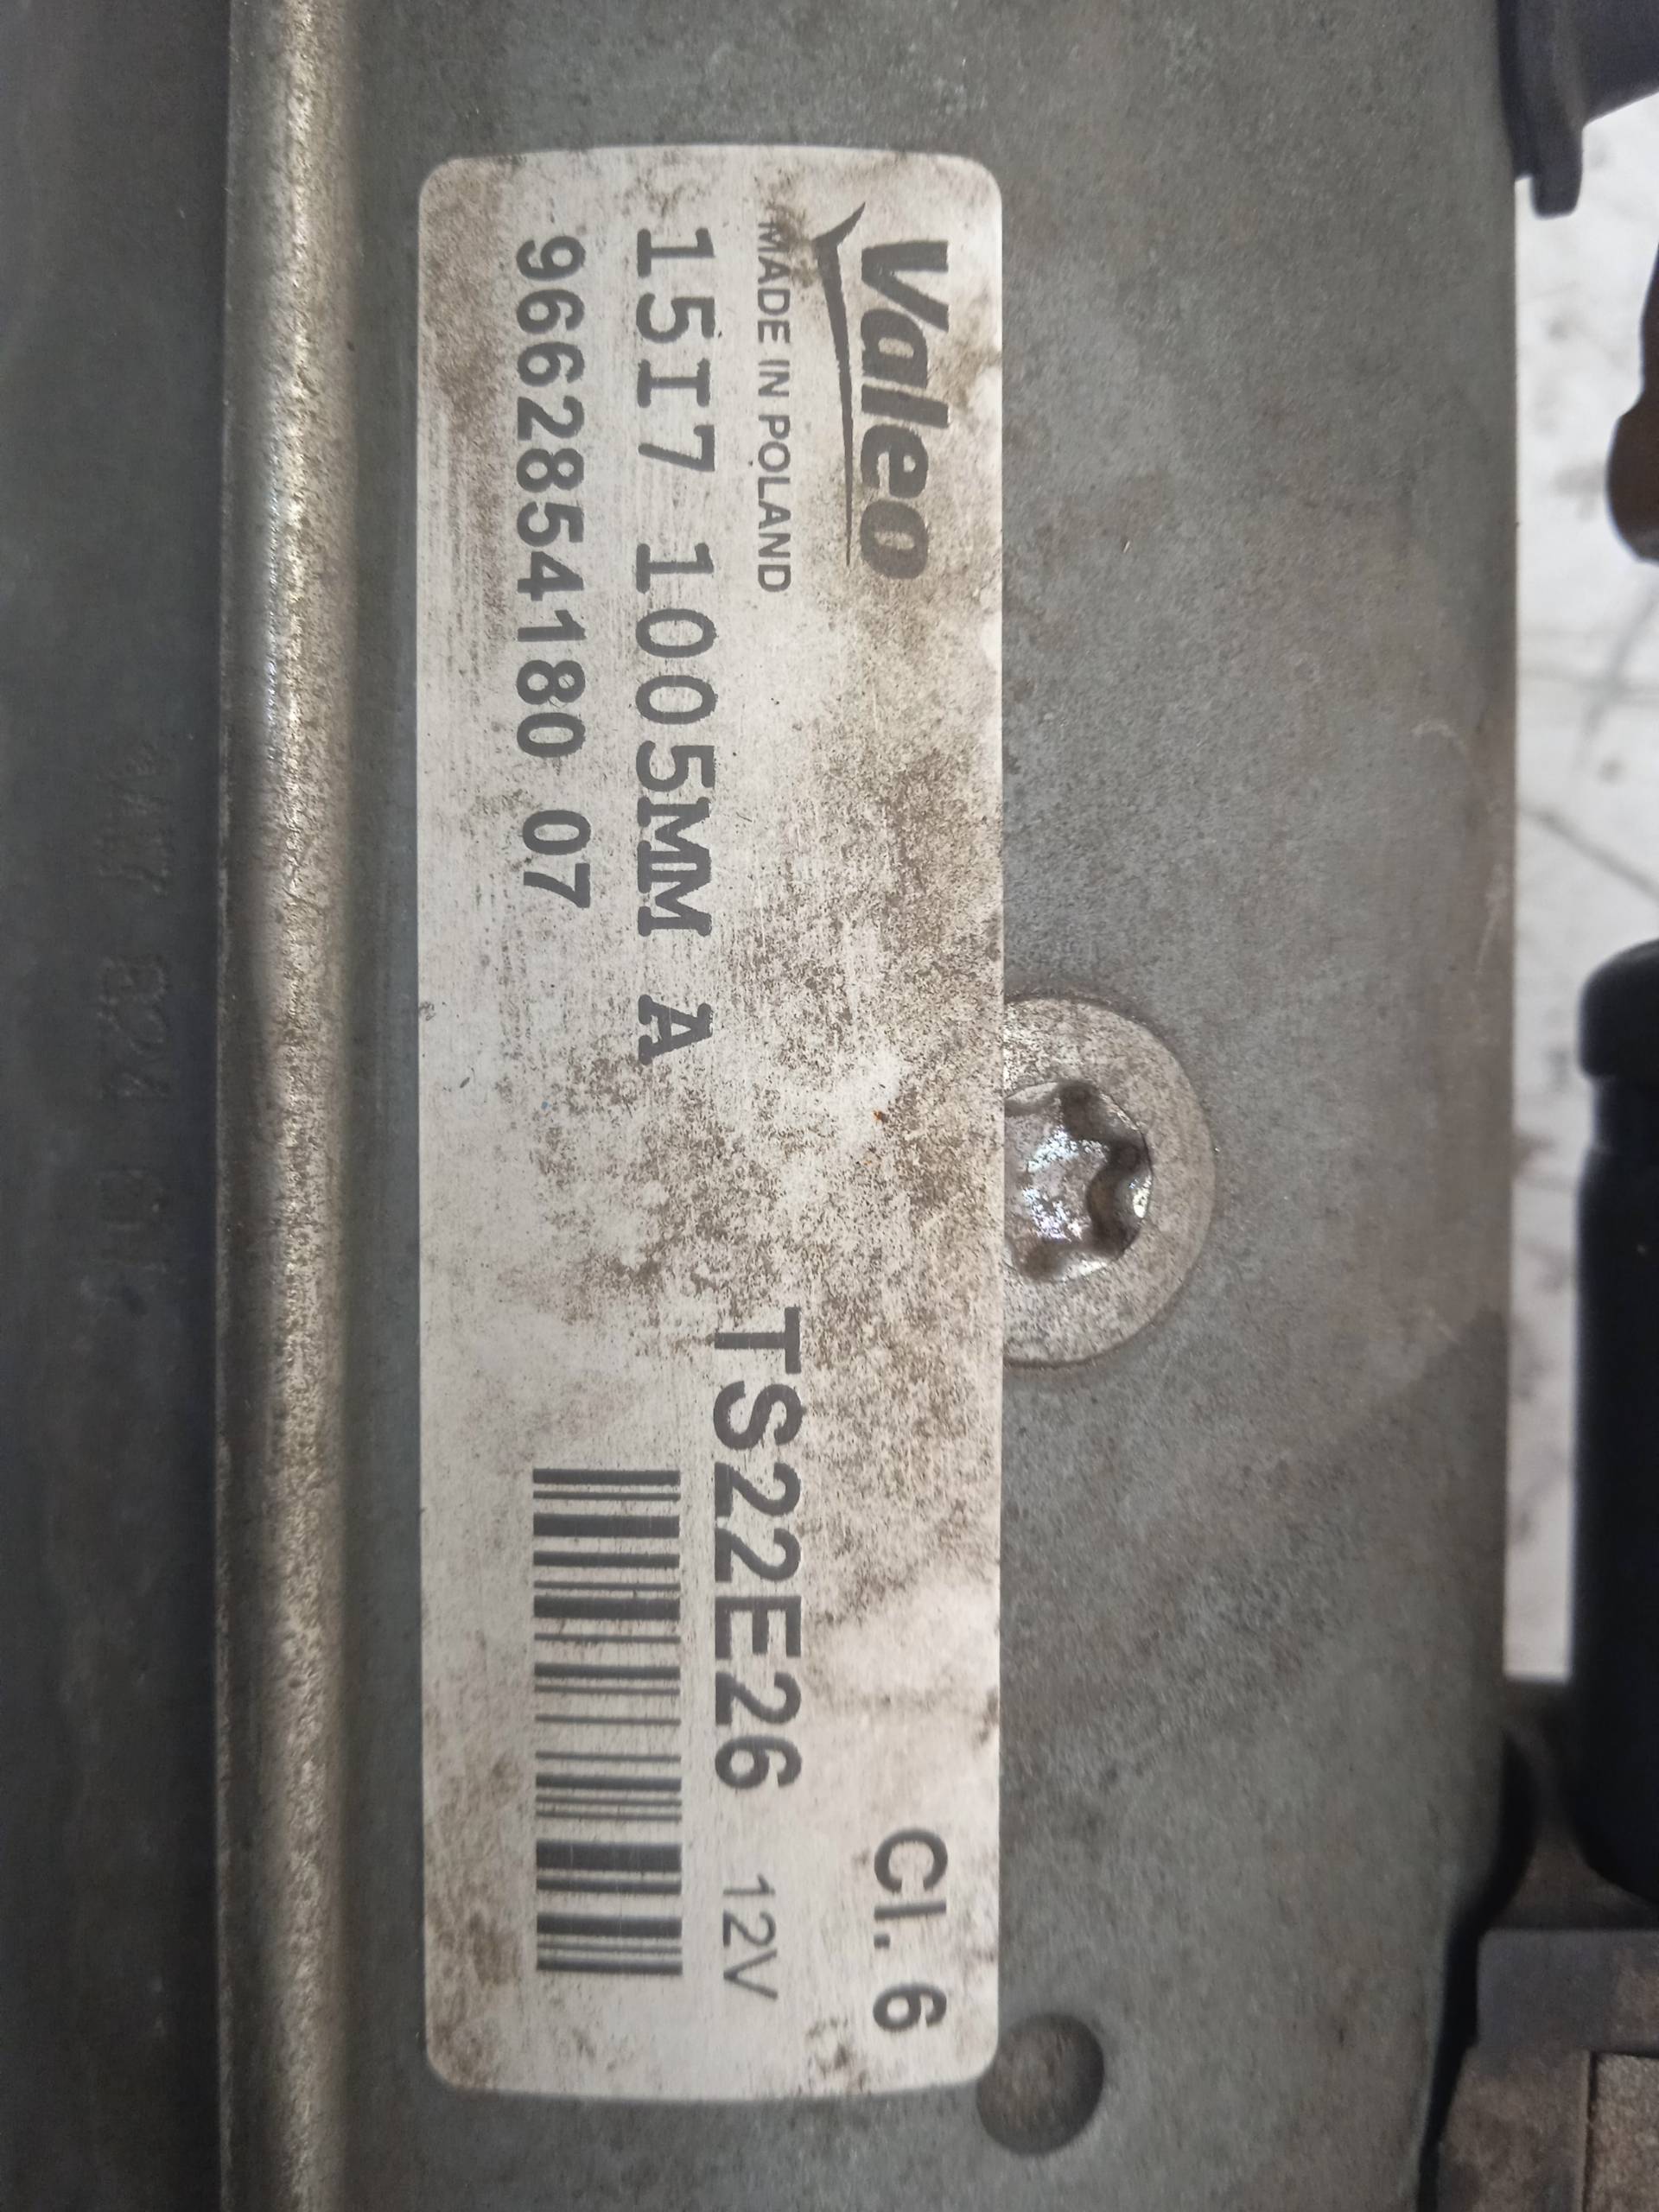 Valeo
MADE IN POLAND
Cl. 6
TS22E26 12V
15I7 1005MM A
9662854180 07